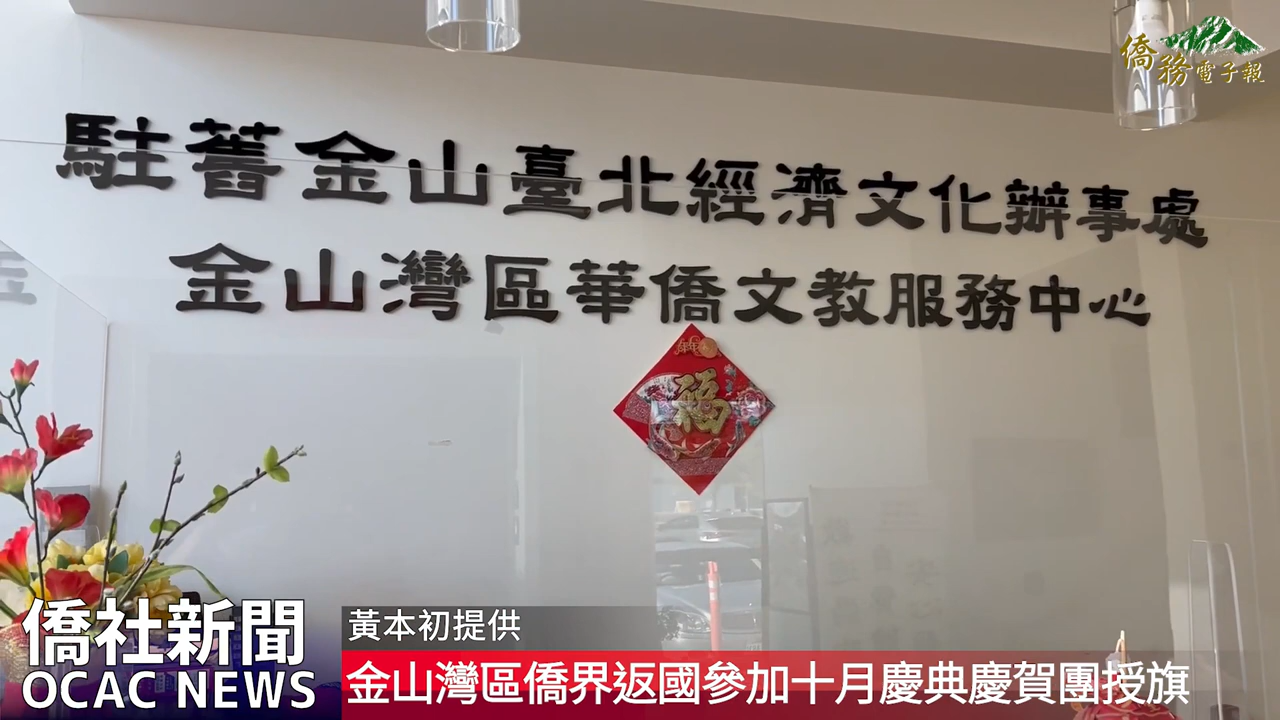 僑務電子報
駐舊金山臺北經濟文化辦事處
金山灣區華僑文教服務中心
福
僑社新聞
OCAC NEWS
黃本初提供
金山灣區僑界返國參加十月慶典慶賀團授旗